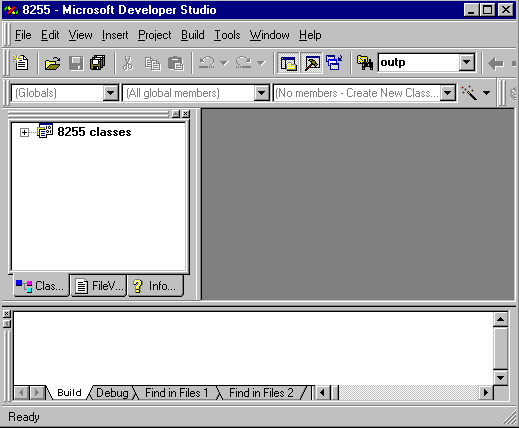 8255 - Microsoft Developer Studio
File Edit View Insert Project Build Tools Window Help
outp
(Globals) (All global members) (No members - Create New Class...
8255 classes
Clas... FileV... Info...
Build Debug Find in Files 1 Find in Files 2
Ready